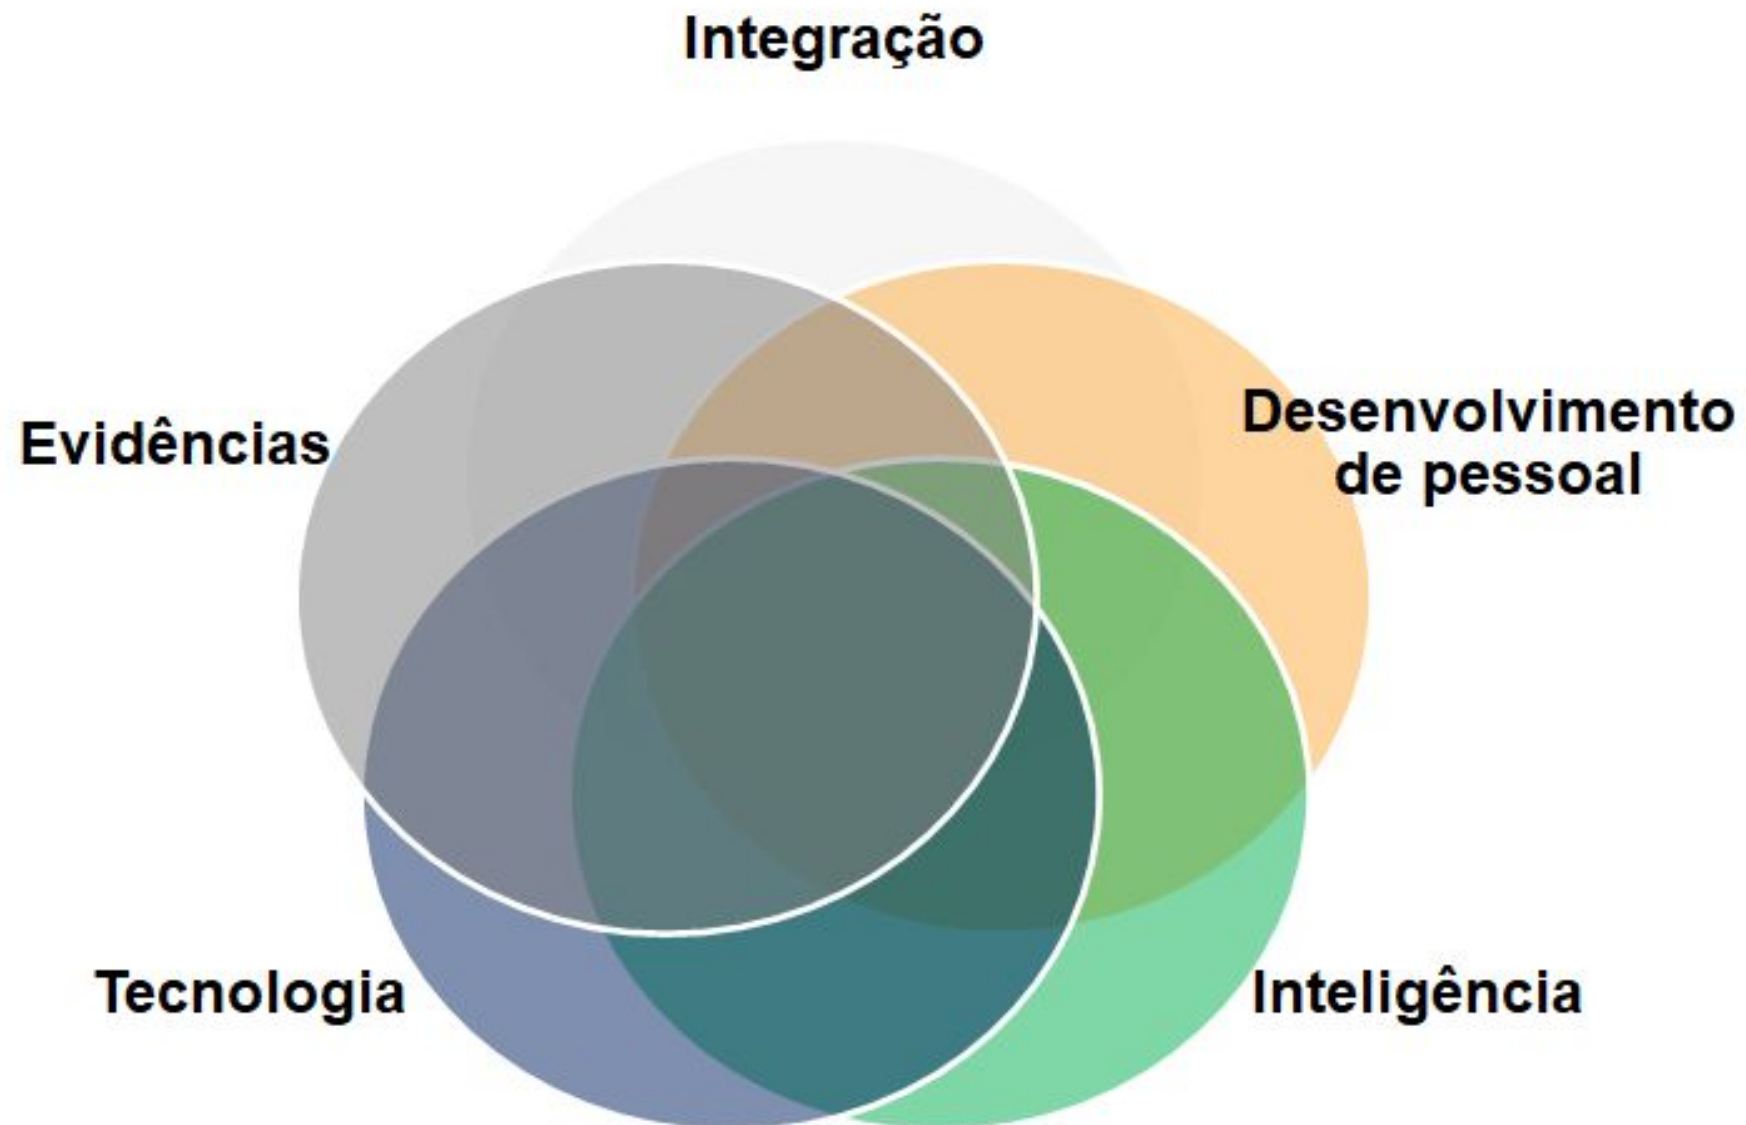 Integração
Desenvolvimento
de pessoal
Evidências
Tecnologia
Inteligência